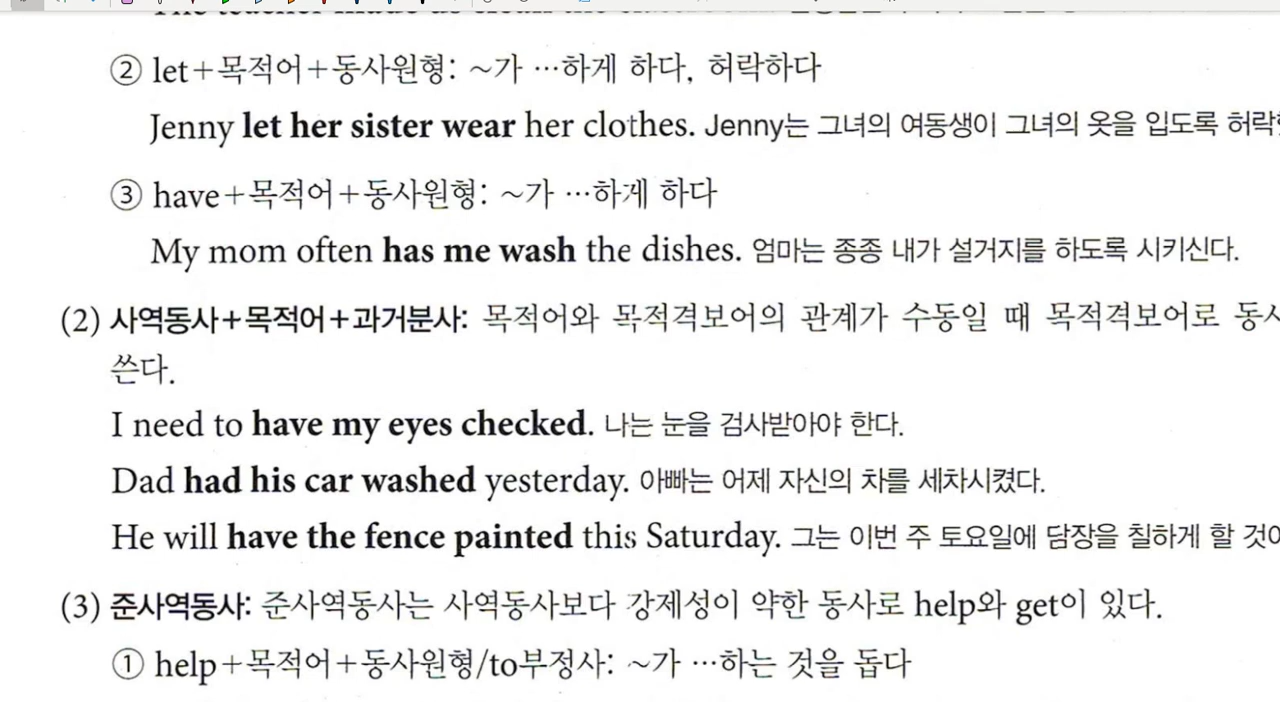 ② let+목적어+동사원형: ~가 …하게 하다, 허락하다
Jenny let her sister wear her clothes. Jenny는 그녀의 여동생이 그녀의 옷을 입도록
③ have+목적어+동사원형: ~가 …하게 하다
My mom often has me wash the dishes. 엄마는 종종 내가 설거지를 하도록 시키신다.
(2) 사역동사+목적어+과거분사: 목적어와 목적격보어의 관계가 수동일 때 목적격보어로
쓴다.
I need to have my eyes checked. 나는 눈을 검사받아야 한다.
Dad had his car washed yesterday. 아빠는 어제 자신의 차를 세차시켰다.
He will have the fence painted this Saturday. 그는 이번 주 토요일에 담장을 칠하게 할
(3) 준사역동사: 준사역동사는 사역동사보다 강제성이 약한 동사로 help와 get이 있다.
① help+목적어+동사원형/to부정사: ~가 …하는 것을 돕다